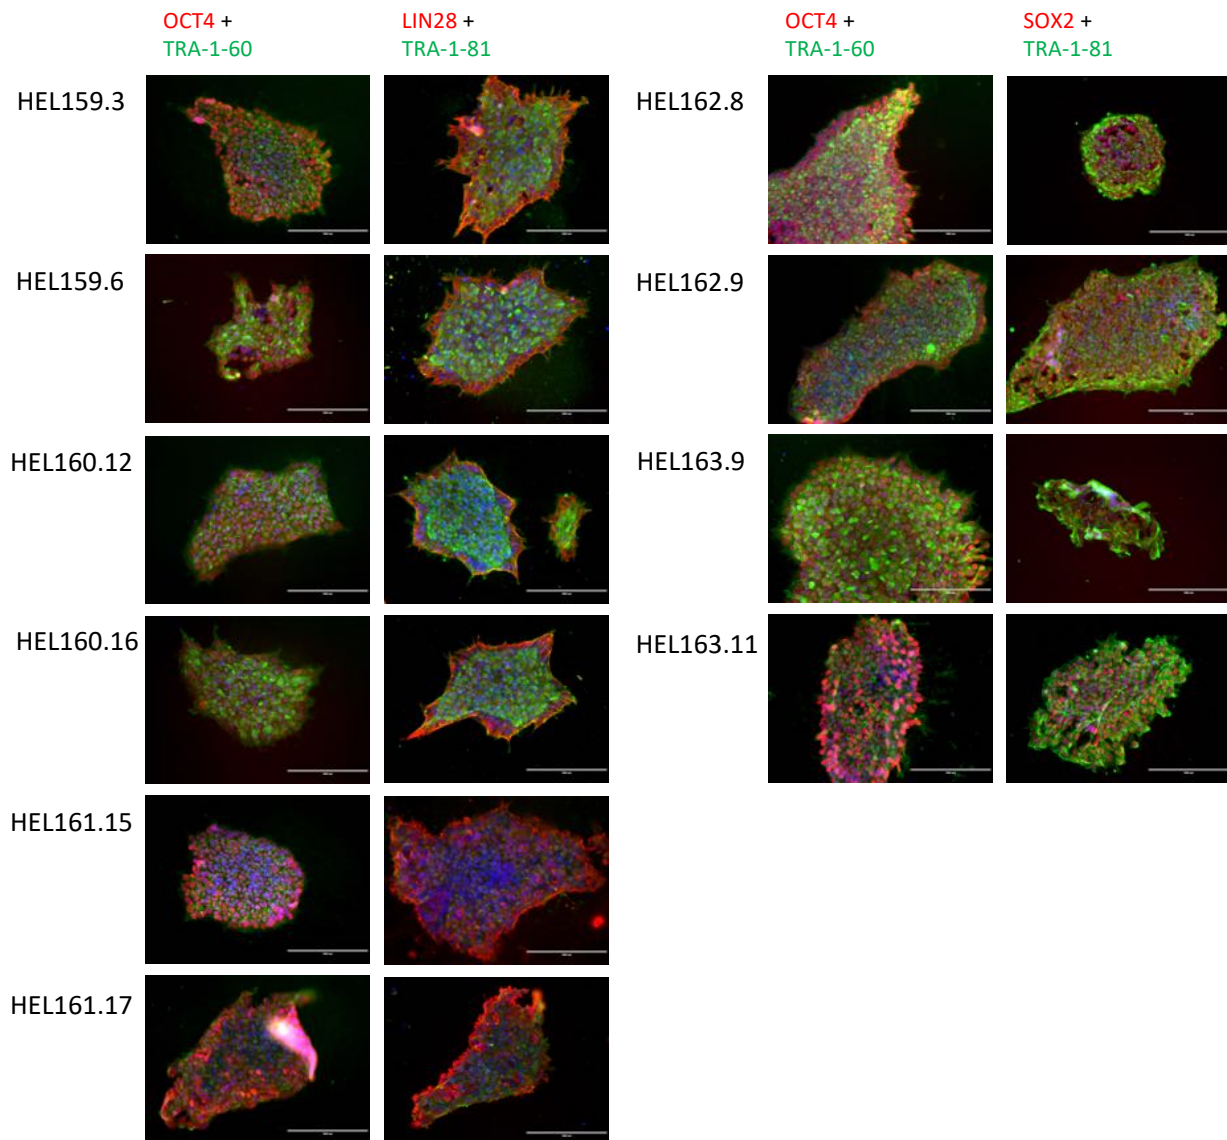 OCT4 +
TRA-1-60
LIN28 +
TRA-1-81
OCT4 +
TRA-1-60
SOX2 +
TRA-1-81
HEL159.3
HEL162.8
HEL159.6
HEL162.9
HEL160.12
HEL163.9
HEL160.16
HEL163.11
HEL161.15
HEL161.17